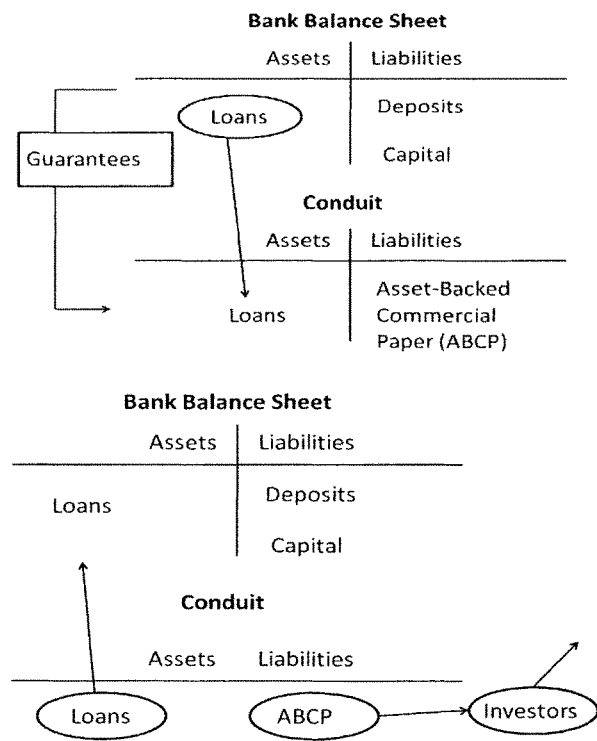 Bank Balance Sheet
Assets Liabilities
Loans Deposits
Guarantees
Capital
Conduit
Assets Liabilities
Loans
Asset-Backed
Commercial
Paper (ABCP)
Bank Balance Sheet
Assets Liabilities
Loans Deposits
Capital
Conduit
Assets Liabilities
Loans ABCP Investors